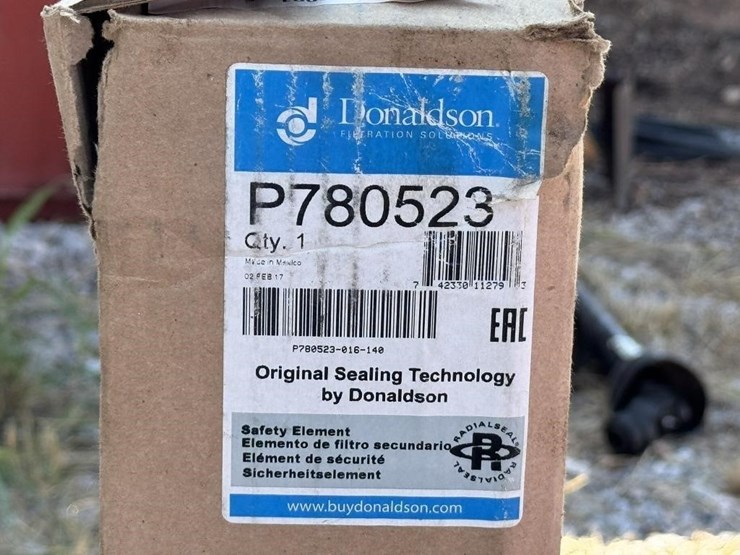 Donaldson.
FILTRATION SOLUTIONS
P780523
Qty. 1
Made in Mexico
02 FEB 17
7 42330 11279 3
P780523-016-140
EAC
Original Sealing Technology
by Donaldson
Safety Element
Elemento de filtro secundario
Elément de sécurité
Sicherheitselement
RADIALSEAL
R
RADIALSEAL
www.buydonaldson.com